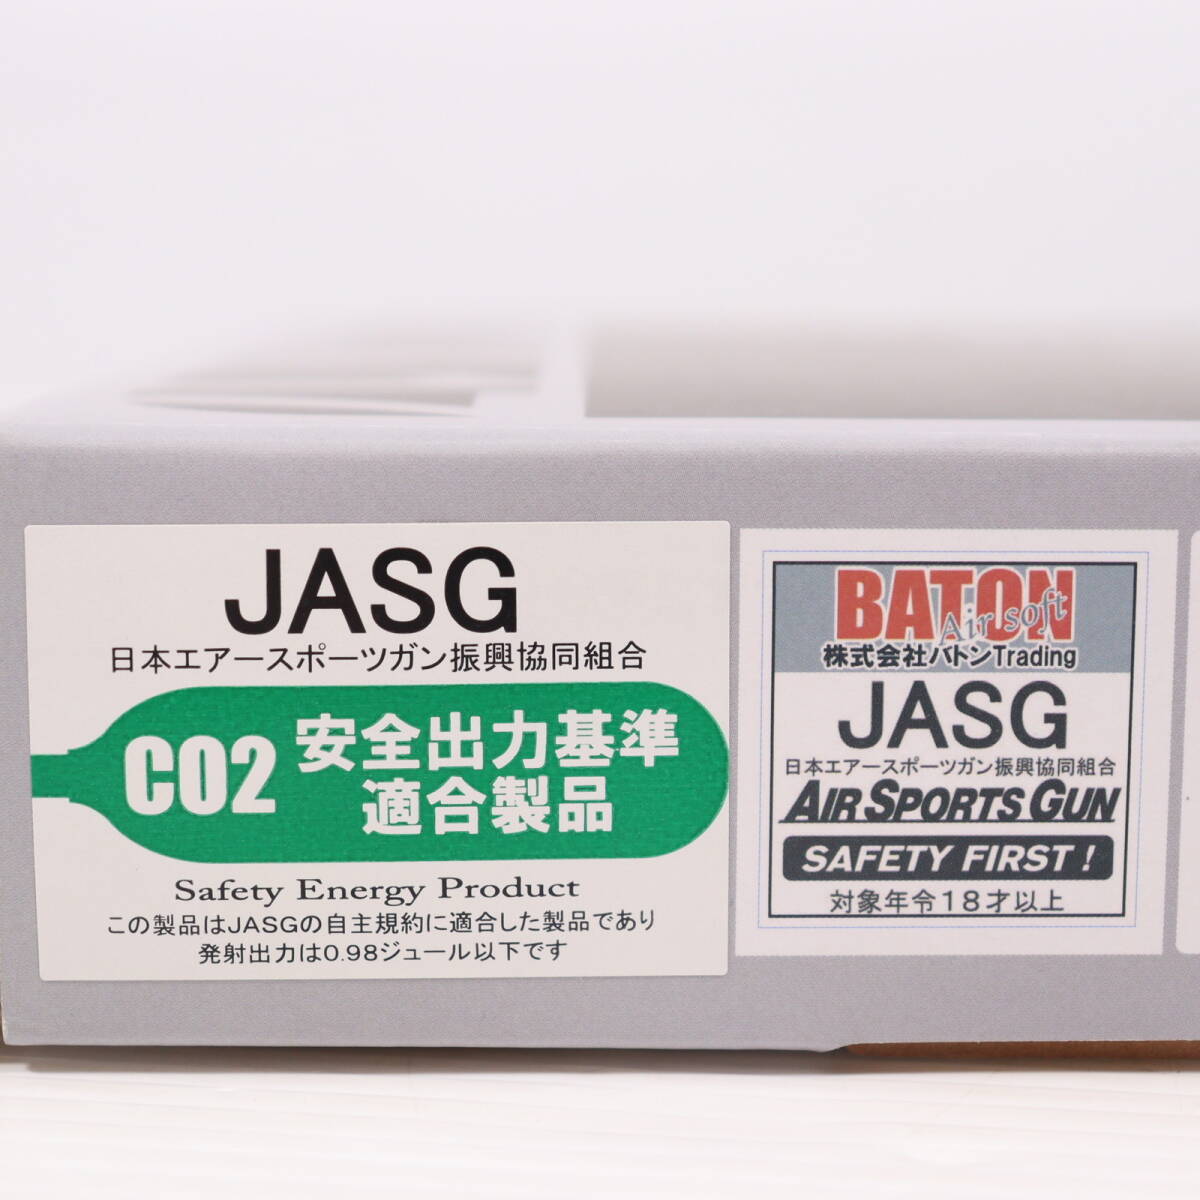 JASG
日本エアースポーツガン振興協同組合
CO2 安全出力基準
適合製品
Safety Energy Product
この製品はJASGの自主規約に適合した製品であり
発射出力は0.98ジュール以下です
BATON
Airsoft
株式会社バトンTrading
JASG
日本エアースポーツガン振興協同組合
AIR SPORTS GUN
SAFETY FIRST!
対象年令18才以上